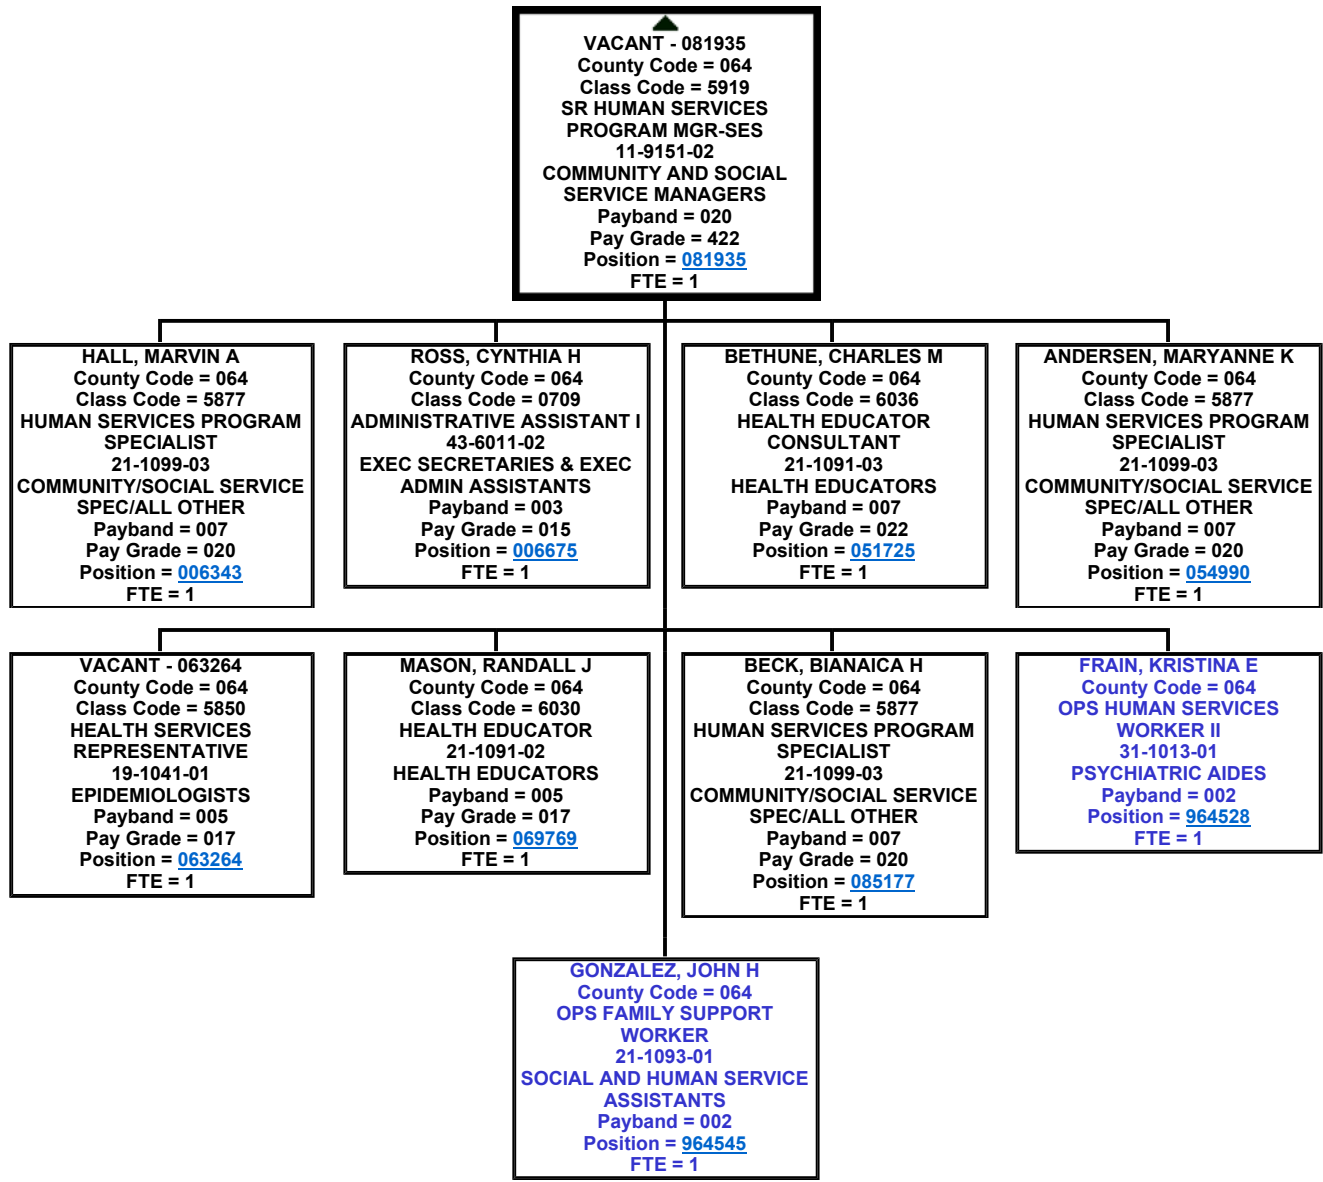 VACANT - 081935
County Code = 064
Class Code = 5919
SR HUMAN SERVICES
PROGRAM MGR-SES
11-9151-02
COMMUNITY AND SOCIAL
SERVICE MANAGERS
Payband = 020
Pay Grade = 422
Position = 081935
FTE = 1
HALL, MARVIN A
County Code = 064
Class Code = 5877
HUMAN SERVICES PROGRAM
SPECIALIST
21-1099-03
COMMUNITY/SOCIAL SERVICE
SPEC/ALL OTHER
Payband = 007
Pay Grade = 020
Position = 006343
FTE = 1
ROSS, CYNTHIA H
County Code = 064
Class Code = 0709
ADMINISTRATIVE ASSISTANT I
43-6011-02
EXEC SECRETARIES & EXEC
ADMIN ASSISTANTS
Payband = 003
Pay Grade = 015
Position = 006675
FTE = 1
BETHUNE, CHARLES M
County Code = 064
Class Code = 6036
HEALTH EDUCATOR
CONSULTANT
21-1091-03
HEALTH EDUCATORS
Payband = 007
Pay Grade = 022
Position = 051725
FTE = 1
ANDERSEN, MARYANNE K
County Code = 064
Class Code = 5877
HUMAN SERVICES PROGRAM
SPECIALIST
21-1099-03
COMMUNITY/SOCIAL SERVICE
SPEC/ALL OTHER
Payband = 007
Pay Grade = 020
Position = 054990
FTE = 1
VACANT - 063264
County Code = 064
Class Code = 5850
HEALTH SERVICES
REPRESENTATIVE
19-1041-01
EPIDEMIOLOGISTS
Payband = 005
Pay Grade = 017
Position = 063264
FTE = 1
MASON, RANDALL J
County Code = 064
Class Code = 6030
HEALTH EDUCATOR
21-1091-02
HEALTH EDUCATORS
Payband = 005
Pay Grade = 017
Position = 069769
FTE = 1
BECK, BIANAICA H
County Code = 064
Class Code = 5877
HUMAN SERVICES PROGRAM
SPECIALIST
21-1099-03
COMMUNITY/SOCIAL SERVICE
SPEC/ALL OTHER
Payband = 007
Pay Grade = 020
Position = 085177
FTE = 1
FRAIN, KRISTINA E
County Code = 064
OPS HUMAN SERVICES
WORKER II
31-1013-01
PSYCHIATRIC AIDES
Payband = 002
Position = 964528
FTE = 1
GONZALEZ, JOHN H
County Code = 064
OPS FAMILY SUPPORT
WORKER
21-1093-01
SOCIAL AND HUMAN SERVICE
ASSISTANTS
Payband = 002
Position = 964545
FTE = 1